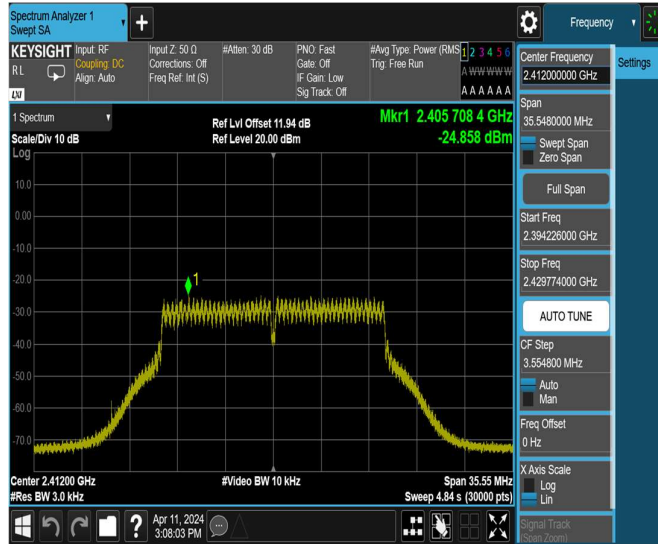 Spectrum Analyzer 1
Swept SA
Frequency
KEYSIGHT
Input: RF
Coupling: DC
Align: Auto
Input Z: 50 Ω
Corrections: Off
Freq Ref: Int (S)
#Atten: 30 dB
PNO: Fast
Gate: Off
IF Gain: Low
Sig Track: Off
#Avg Type: Power (RMS
Trig: Free Run
1 2 3 4 5 6
A W W W W W
A A A A A A
R L
LXI
1 Spectrum
Scale/Div 10 dB
Ref Lvl Offset 11.94 dB
Ref Level 20.00 dBm
Mkr1 2.405 708 4 GHz
-24.858 dBm
Log
10.0
0.00
-10.0
-20.0
-30.0
-40.0
-50.0
-60.0
-70.0
1
Center 2.41200 GHz
#Res BW 3.0 kHz
#Video BW 10 kHz
Span 35.55 MHz
Sweep 4.84 s (30000 pts)
Apr 11, 2024
3:08:03 PM
Center Frequency
2.412000000 GHz
Settings
Span
35.5480000 MHz
Swept Span
Zero Span
Full Span
Start Freq
2.394226000 GHz
Stop Freq
2.429774000 GHz
AUTO TUNE
CF Step
3.554800 MHz
Auto
Man
Freq Offset
0 Hz
X Axis Scale
Log
Lin
Signal Track
(Span Zoom)